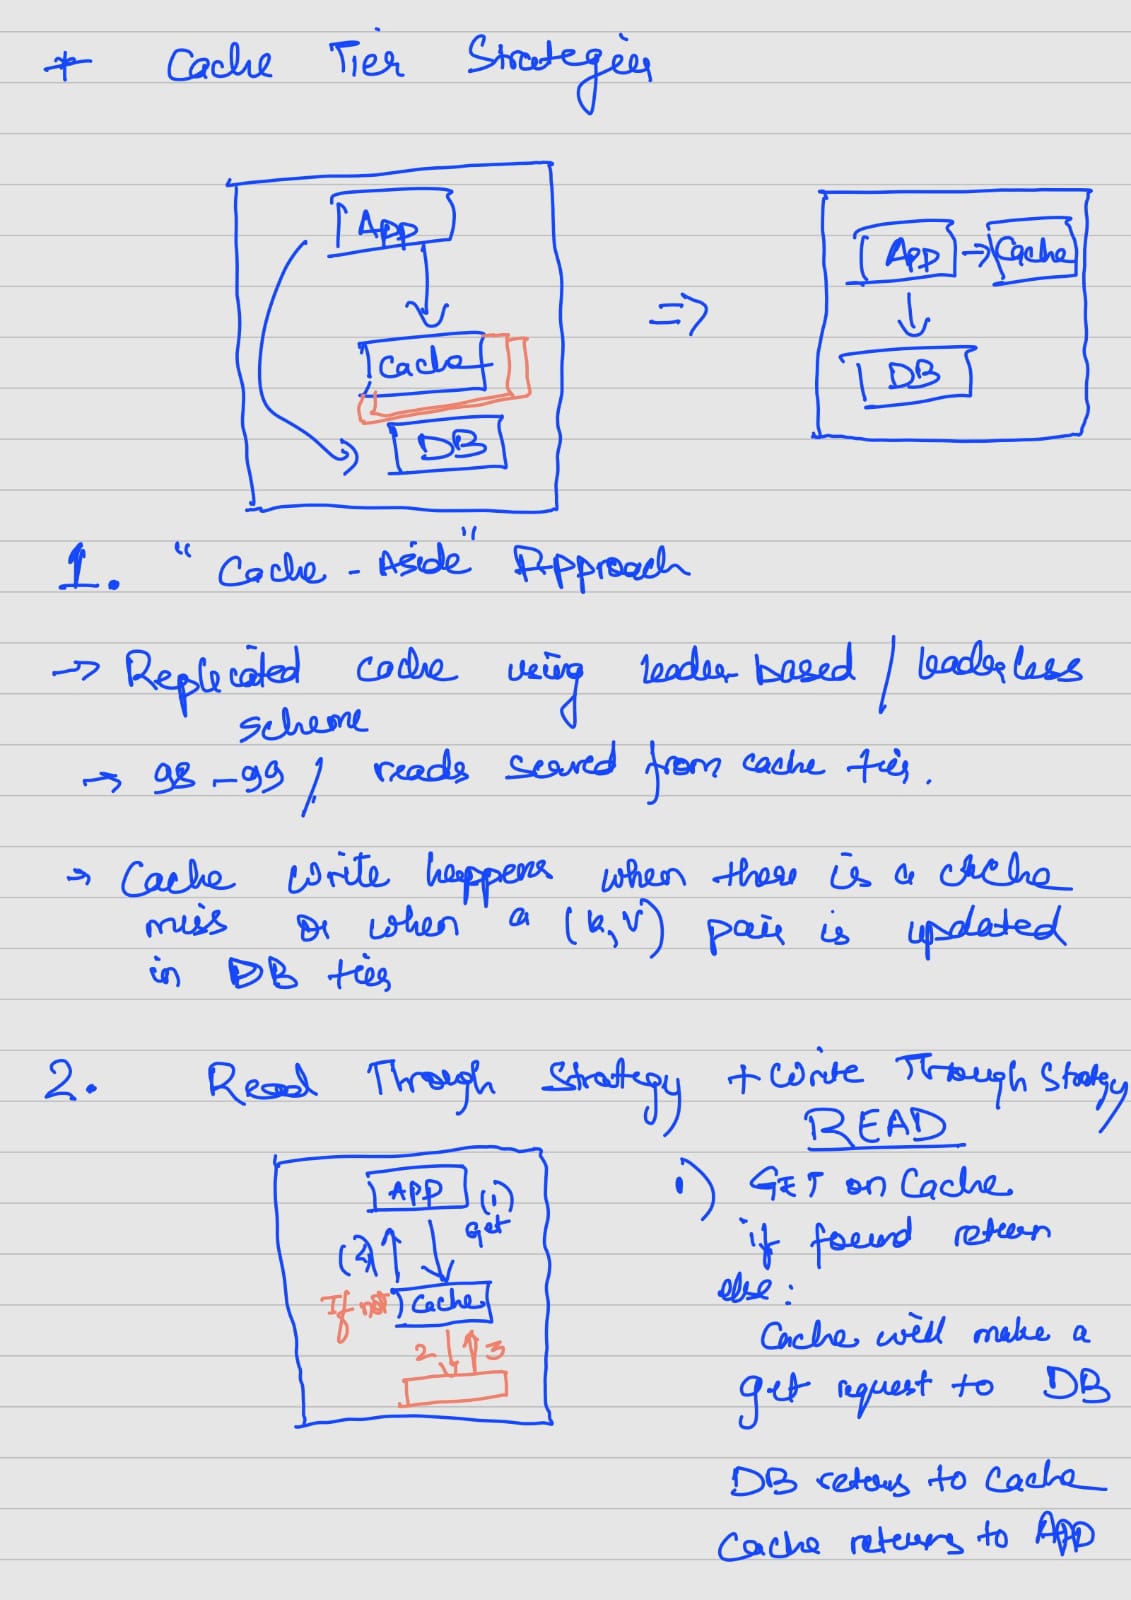 * Cache Tier Strategies
App
Cache
DB
=>
App → Cache
DB
1. "Cache-Aside" Approach
→ Replicated cache using leader based / leaderless
scheme
→ 98-99 % reads served from cache tier.
→ Cache write happens when there is a cache
miss or when a (k,v) pair is updated
in DB tier
2. Read Through Strategy + Write Through Strategy
READ
APP (1)
get
(2)
If not Cache
2 3
i) GET on Cache
if found return
else:
Cache will make a
get request to DB
DB returns to Cache
Cache returns to APP